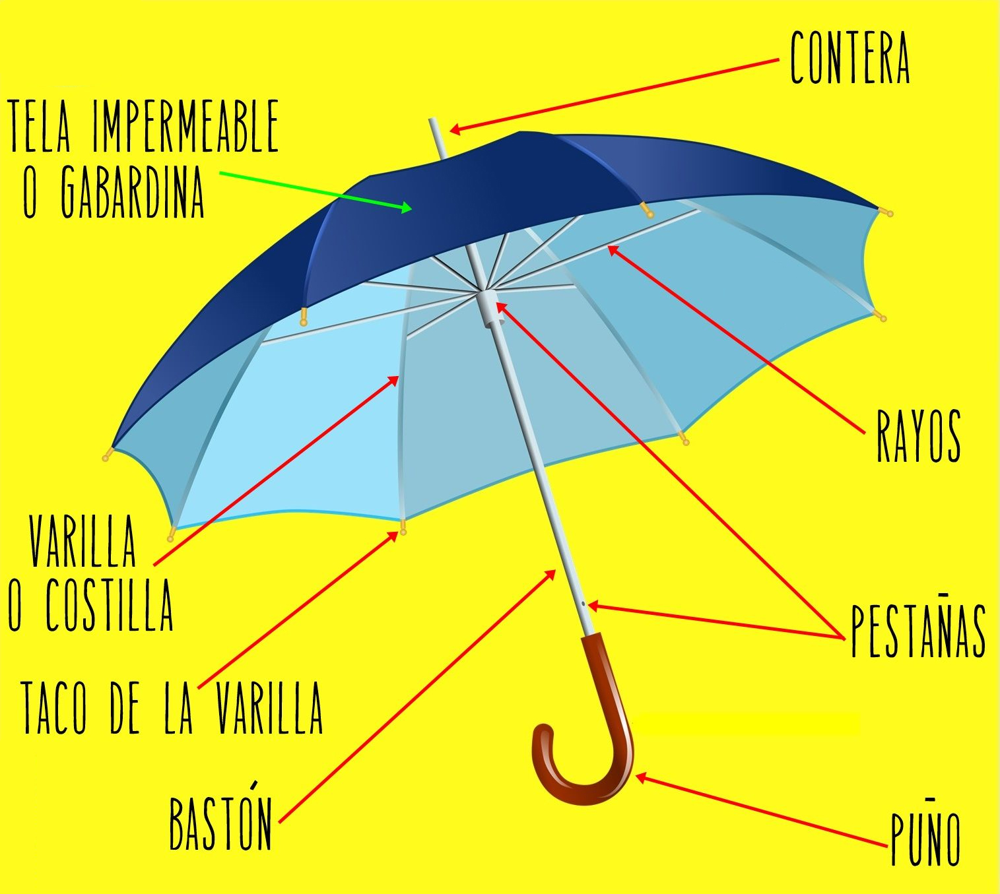 CONTERA
TELA IMPERMEABLE
O GABARDINA
RAYOS
VARILLA
O COSTILLA
PESTAÑAS
TACO DE LA VARILLA
BASTÓN
PUÑO